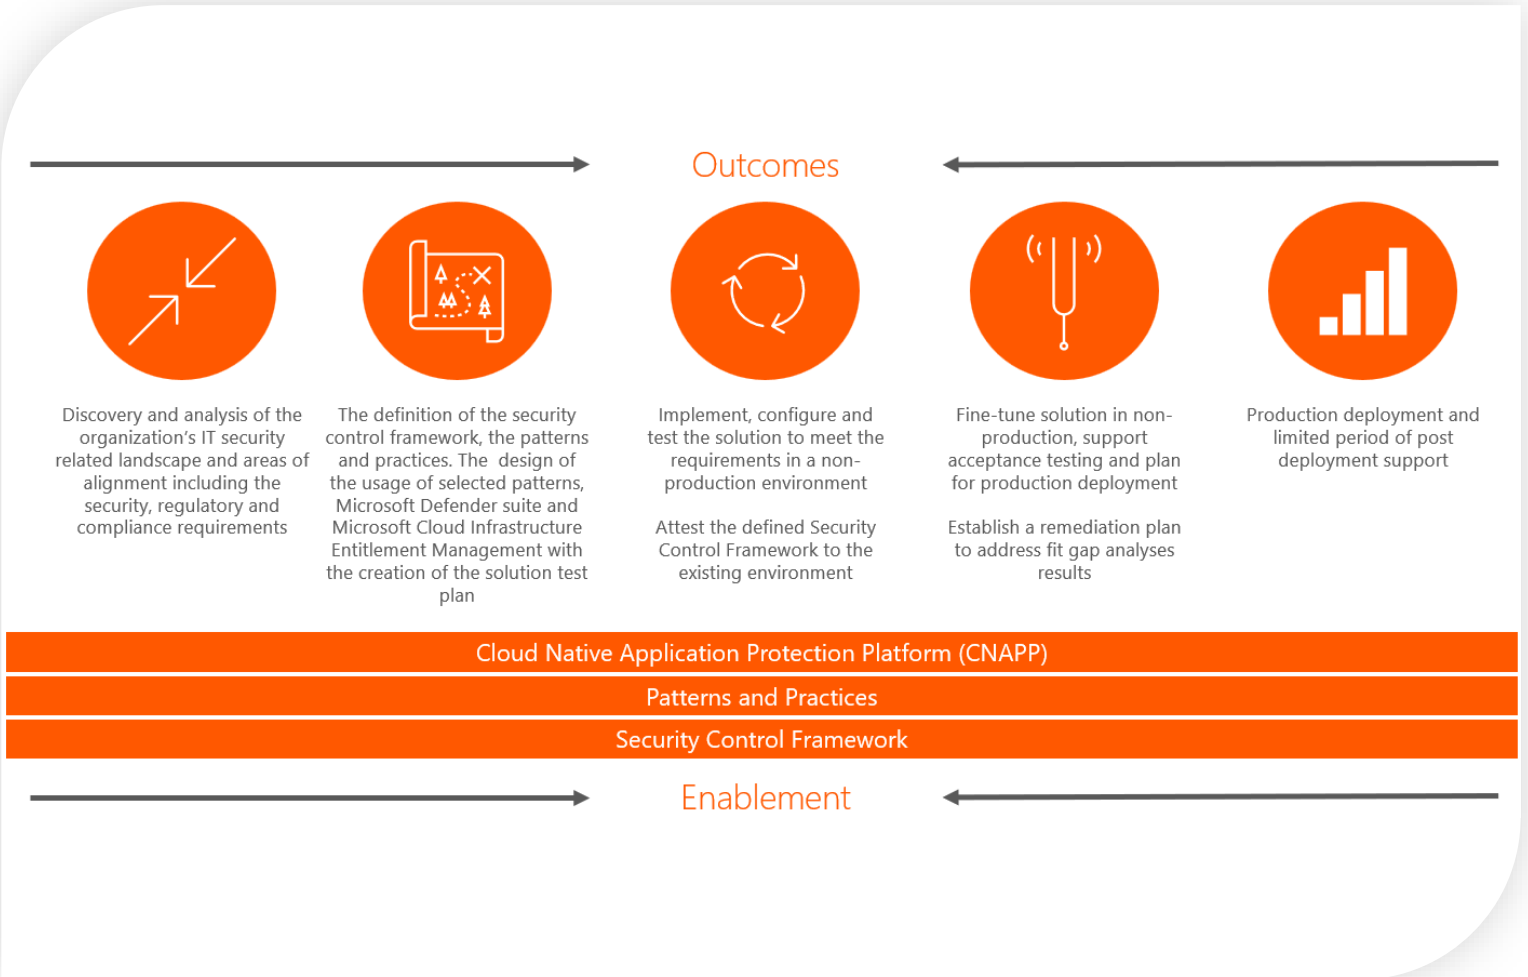 Outcomes
Discovery and analysis of the
organization's IT security
related landscape and areas of
alignment including the
security, regulatory and
compliance requirements
The definition of the security
control framework, the patterns
and practices. The  design of
the usage of selected patterns,
Microsoft Defender suite and
Microsoft Cloud Infrastructure
Entitlement Management with
the creation of the solution test
plan
Implement, configure and
test the solution to meet the
requirements in a non-
production environment
Attest the defined Security
Control Framework to the
existing environment
Fine-tune solution in non-
production, support
acceptance testing and plan
for production deployment
Establish a remediation plan
to address fit gap analyses
results
Production deployment and
limited period of post
deployment support
Cloud Native Application Protection Platform (CNAPP)
Patterns and Practices
Security Control Framework
Enablement